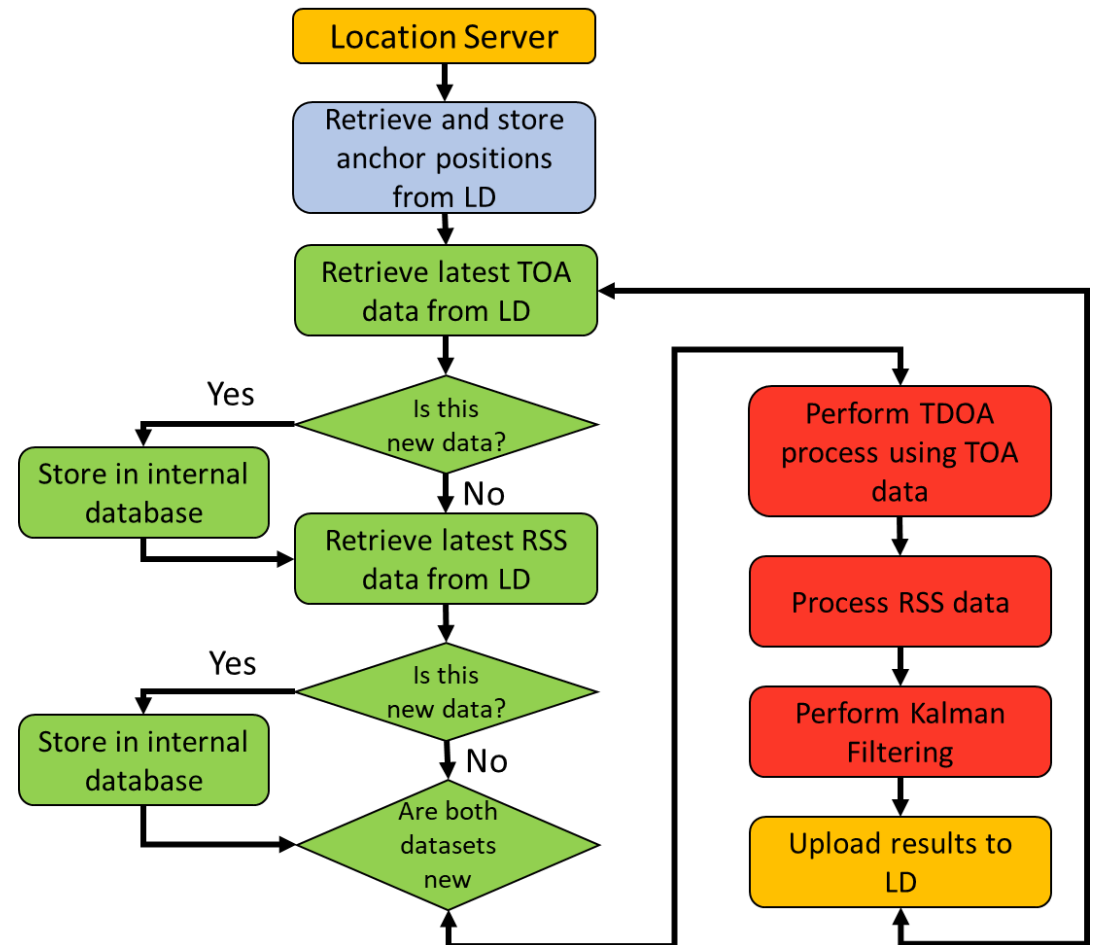 Location Server
Retrieve and store
anchor positions
from LD
Retrieve latest TOA
data from LD
Is this
new data?
Yes
Store in internal
database
No
Retrieve latest RSS
data from LD
Is this
new data?
Yes
Store in internal
database
No
Are both
datasets
new
Perform TDOA
process using TOA
data
Process RSS data
Perform Kalman
Filtering
Upload results to
LD